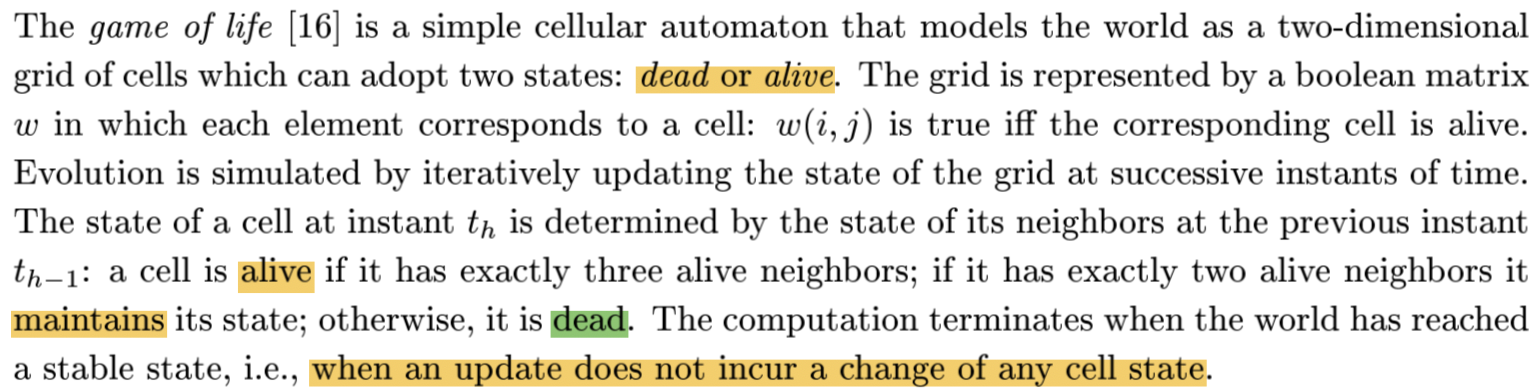 The game of life [16] is a simple cellular automaton that models the world as a two-dimensional
grid of cells which can adopt two states: dead or alive. The grid is represented by a boolean matrix
w in which each element corresponds to a cell: w(i, j) is true iff the corresponding cell is alive.
Evolution is simulated by iteratively updating the state of the grid at successive instants of time.
The state of a cell at instant t_h is determined by the state of its neighbors at the previous instant
t_{h−1}: a cell is alive if it has exactly three alive neighbors; if it has exactly two alive neighbors it
maintains its state; otherwise, it is dead. The computation terminates when the world has reached
a stable state, i.e., when an update does not incur a change of any cell state.